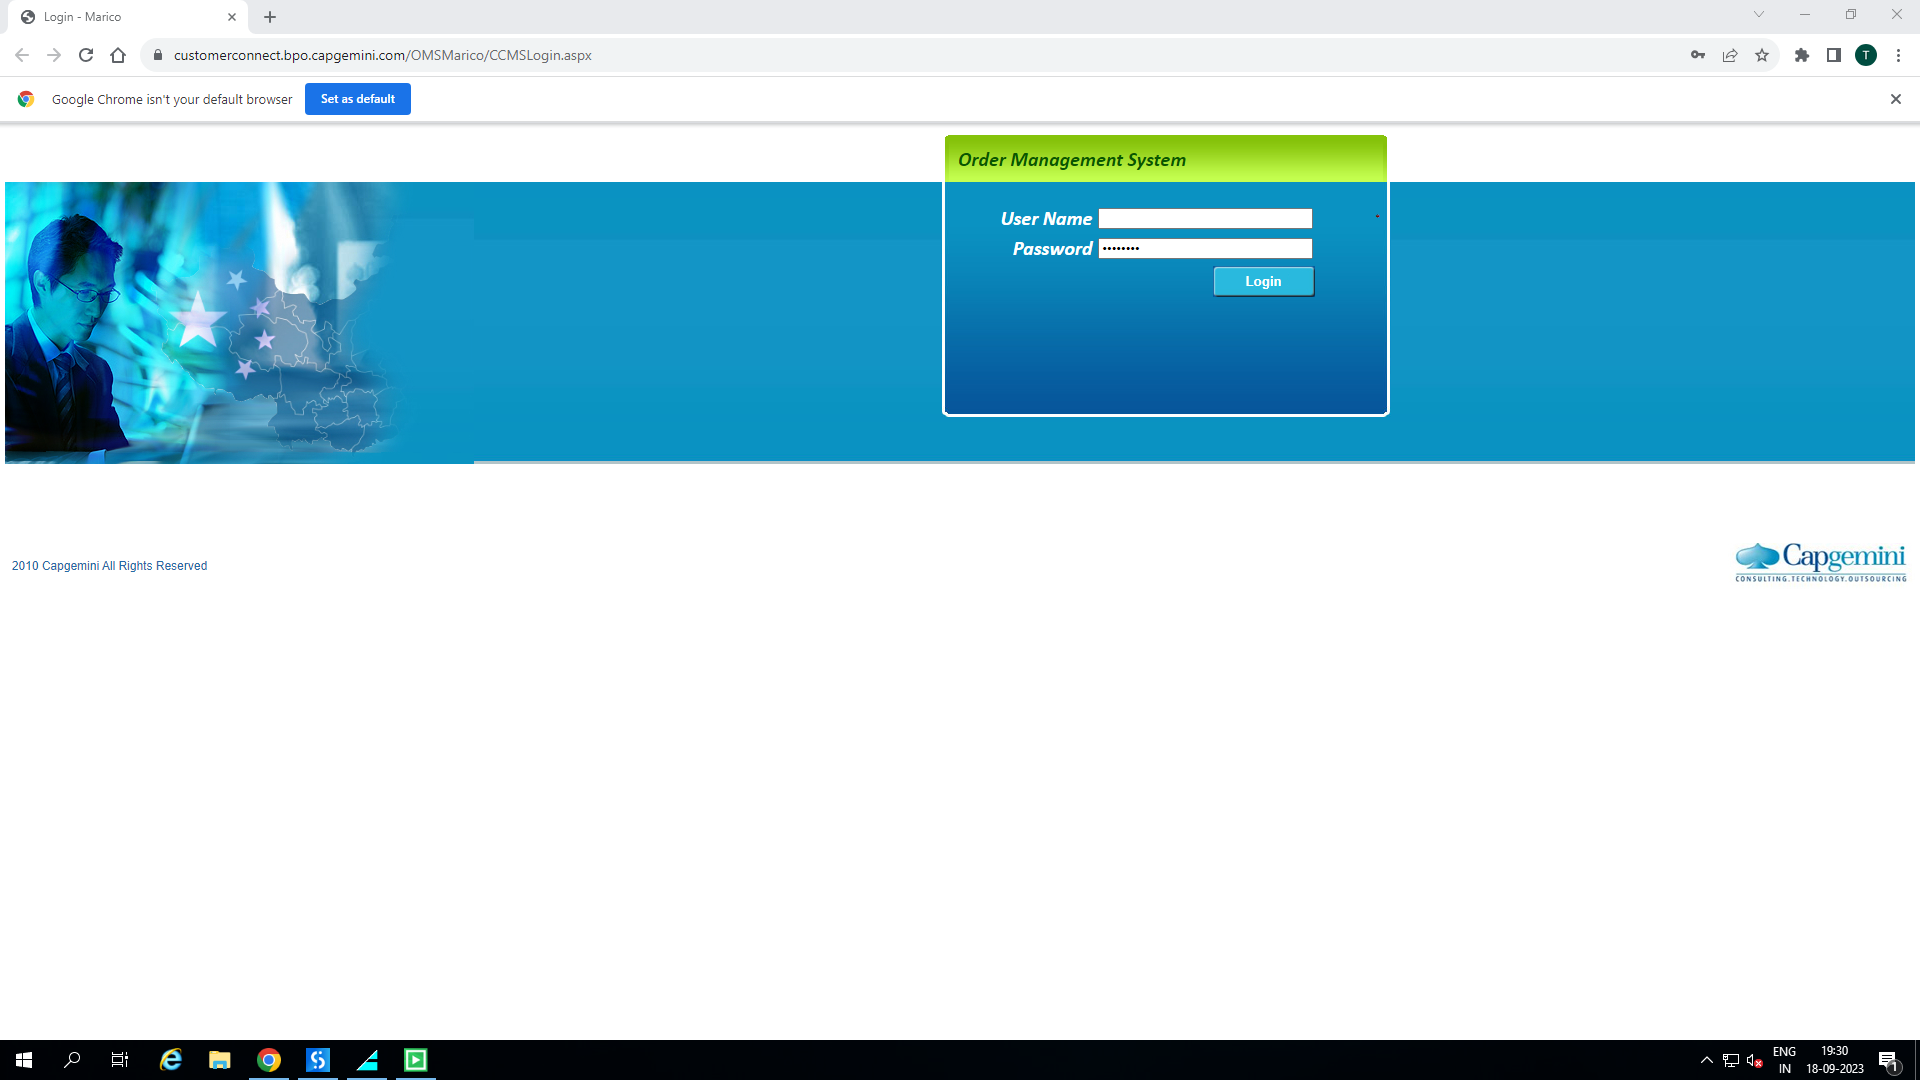 Login - Marico
customerconnect.bpo.capgemini.com/OMSMarico/CCMSLogin.aspx
T
Google Chrome isn't your default browser
Set as default
Order Management System
User Name
Password ••••••••
Login
2010 Capgemini All Rights Reserved
Capgemini
CONSULTING.TECHNOLOGY.OUTSOURCING
ENG
IN
19:30
18-09-2023
1